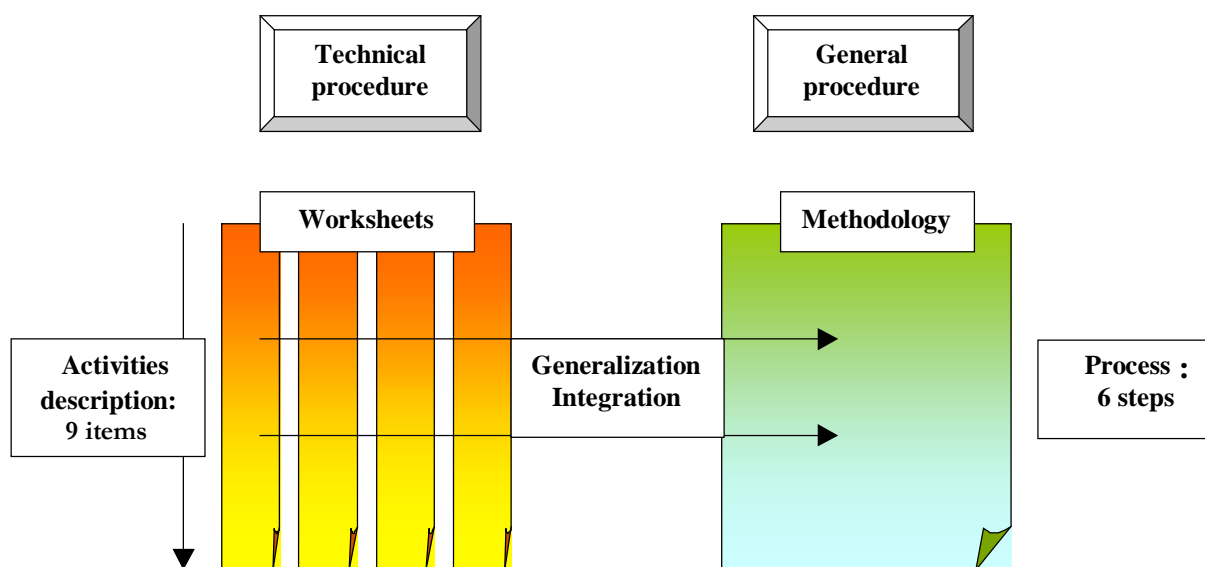 Technical
procedure
General
procedure
Worksheets
Methodology
Activities
description:
9 items
Generalization
Integration
Process :
6 steps